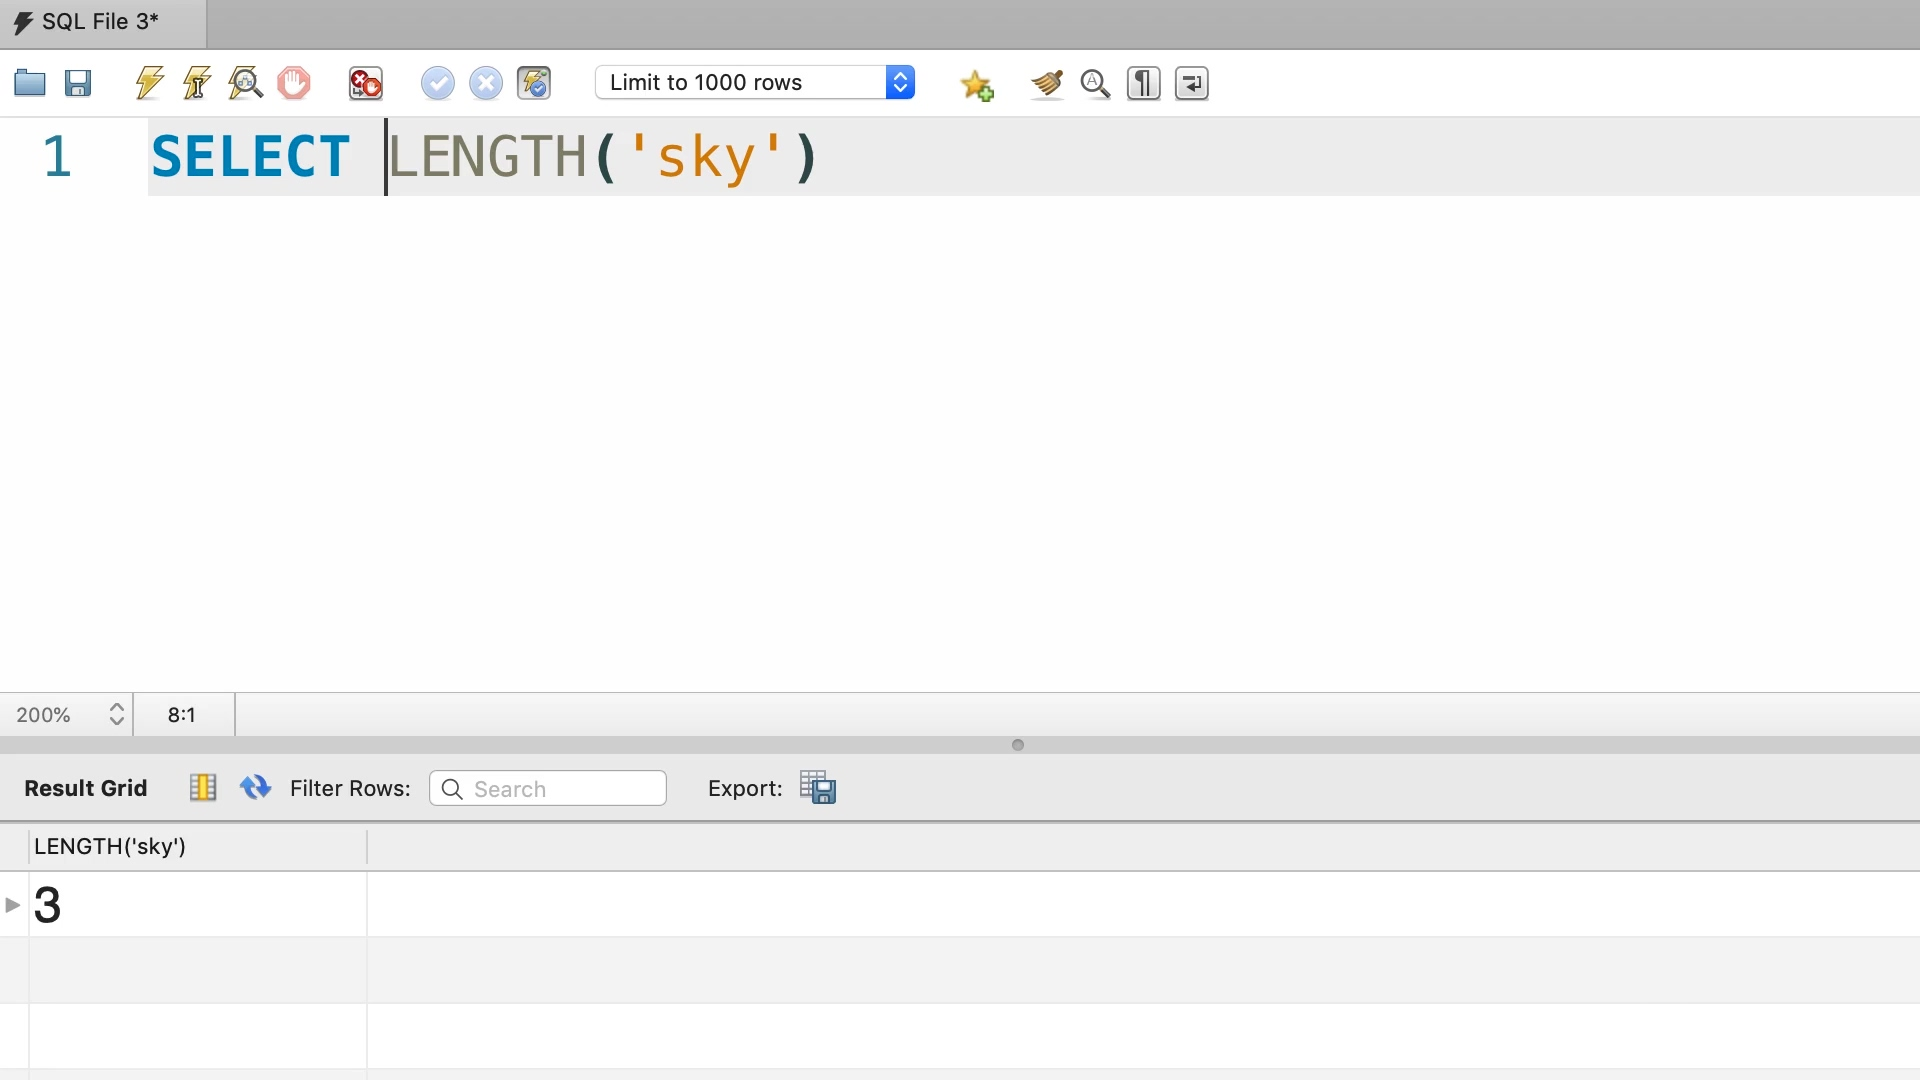 SQL File 3*
Limit to 1000 rows
1 SELECT LENGTH('sky')
200% 8:1
Result Grid Filter Rows: Search Export:
LENGTH('sky')
3